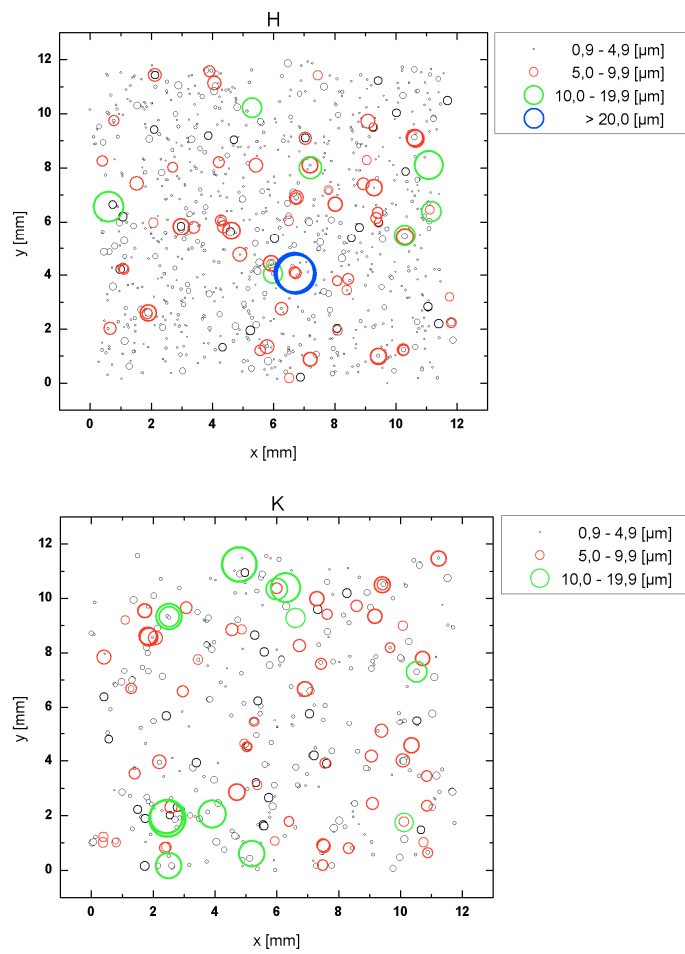 H
0,9 - 4,9 [µm]
5,0 - 9,9 [µm]
10,0 - 19,9 [µm]
> 20,0 [µm]
12
10
8
6
4
2
0
y [mm]
0 2 4 6 8 10 12
x [mm]
K
0,9 - 4,9 [µm]
5,0 - 9,9 [µm]
10,0 - 19,9 [µm]
12
10
8
6
4
2
0
y [mm]
0 2 4 6 8 10 12
x [mm]